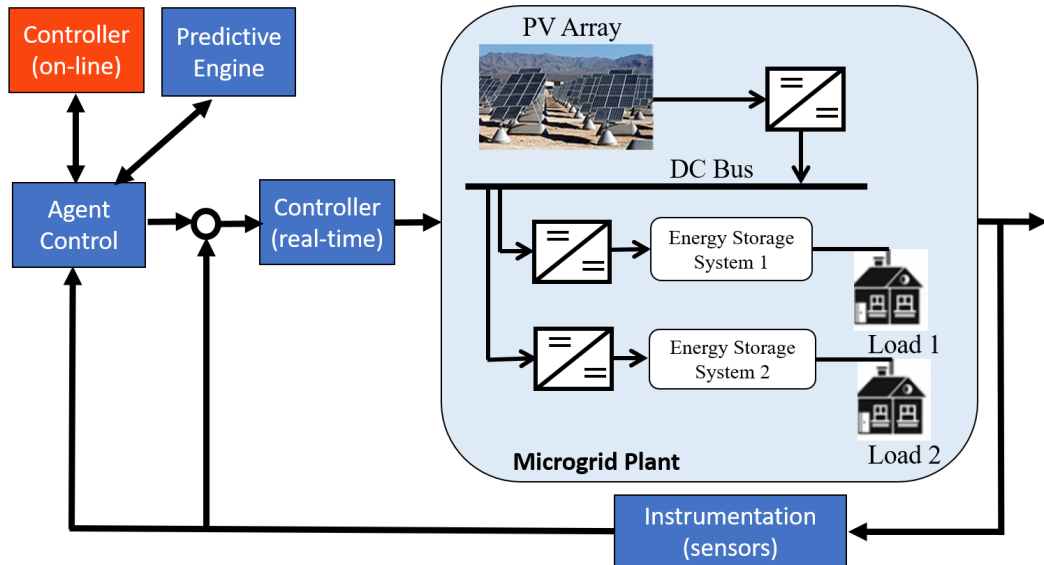 Controller
(on-line)
Predictive
Engine
PV Array
DC Bus
Agent
Control
Controller
(real-time)
Energy Storage
System 1
Load 1
Energy Storage
System 2
Load 2
Microgrid Plant
Instrumentation
(sensors)